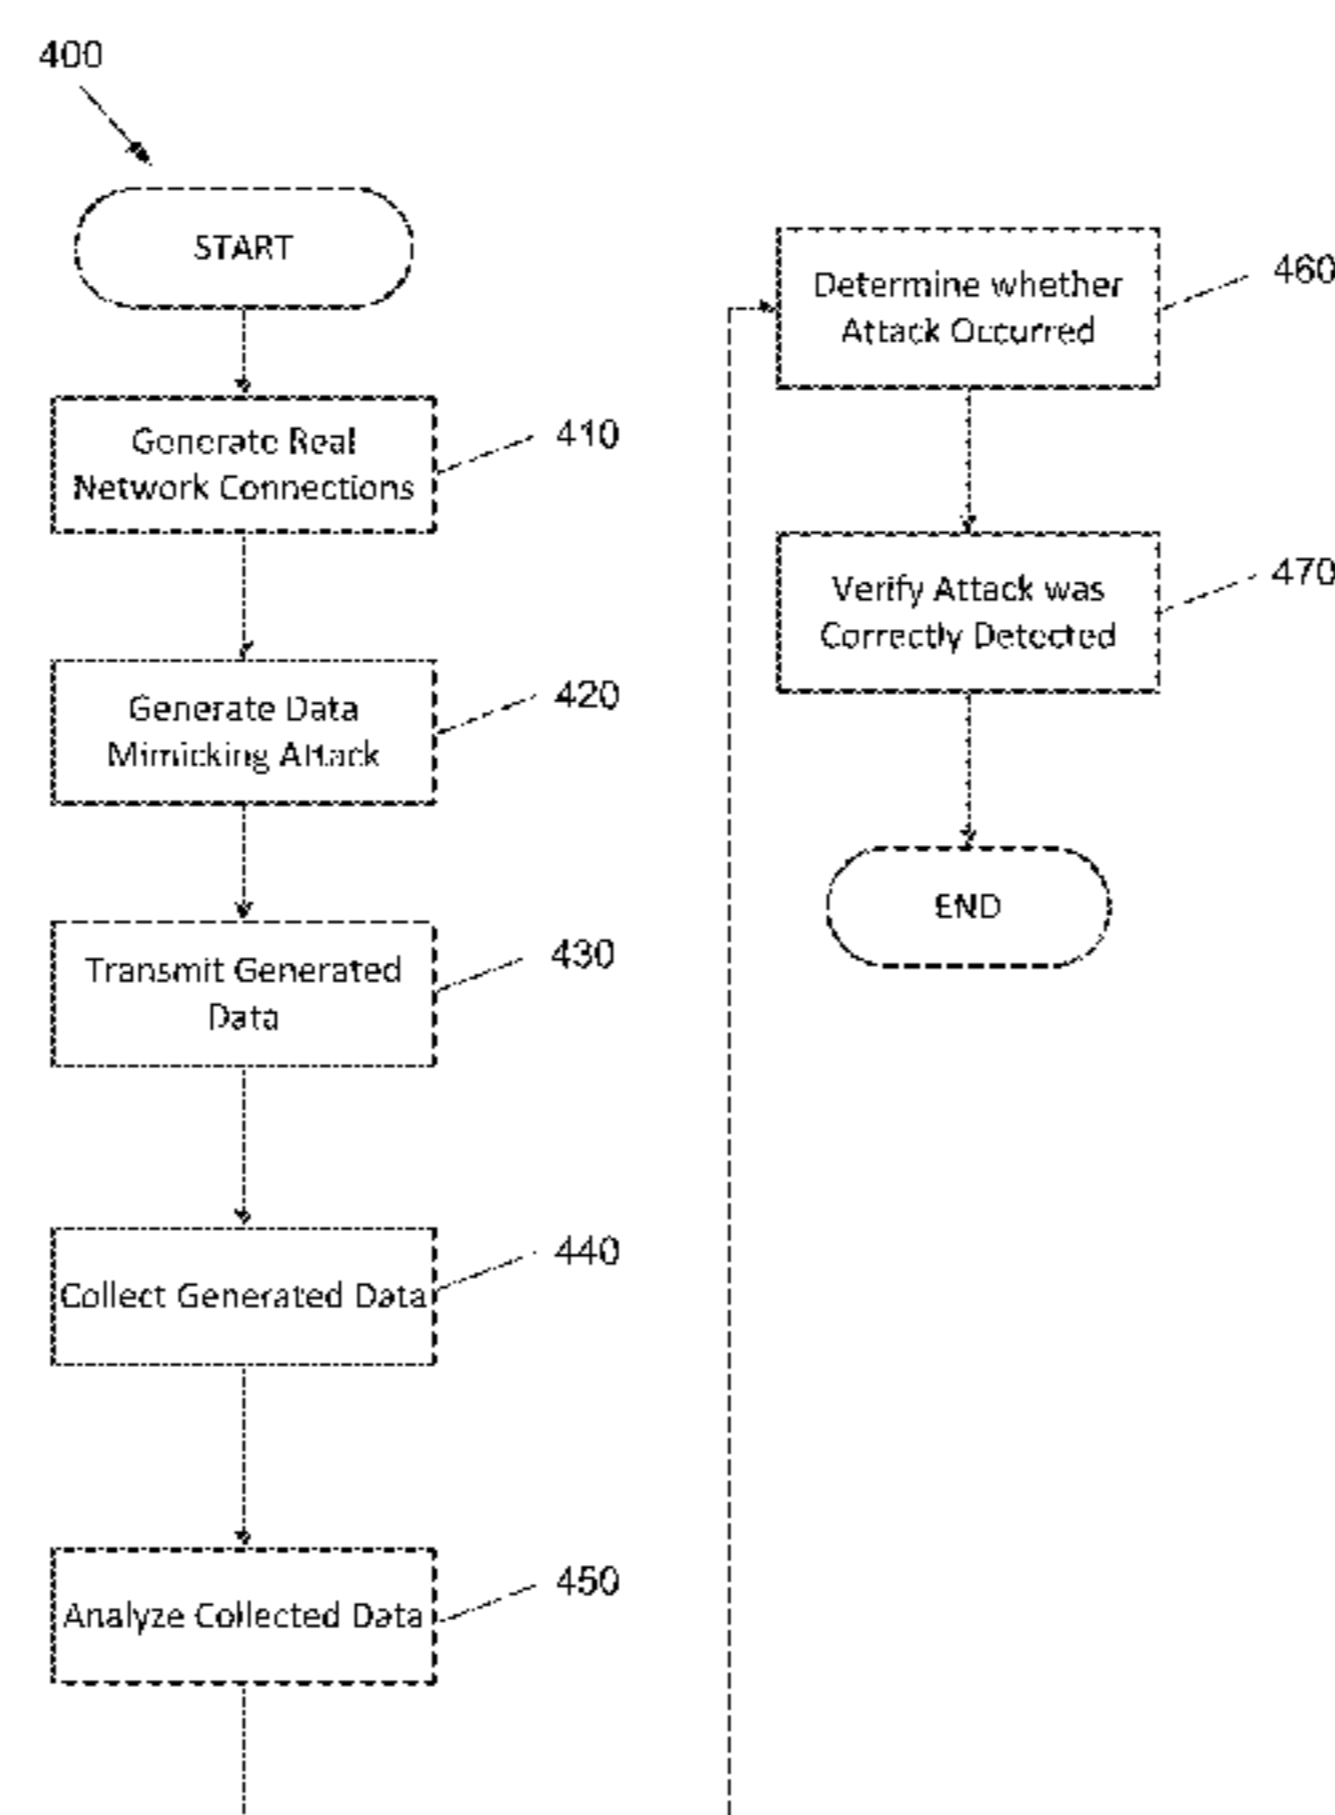 400
START
Generate Real
Network Connections
410
Generate Data
Mimicking Attack
420
Transmit Generated
Data
430
Collect Generated Data
440
Analyze Collected Data
450
Determine whether
Attack Occurred
460
Verify Attack was
Correctly Detected
470
END